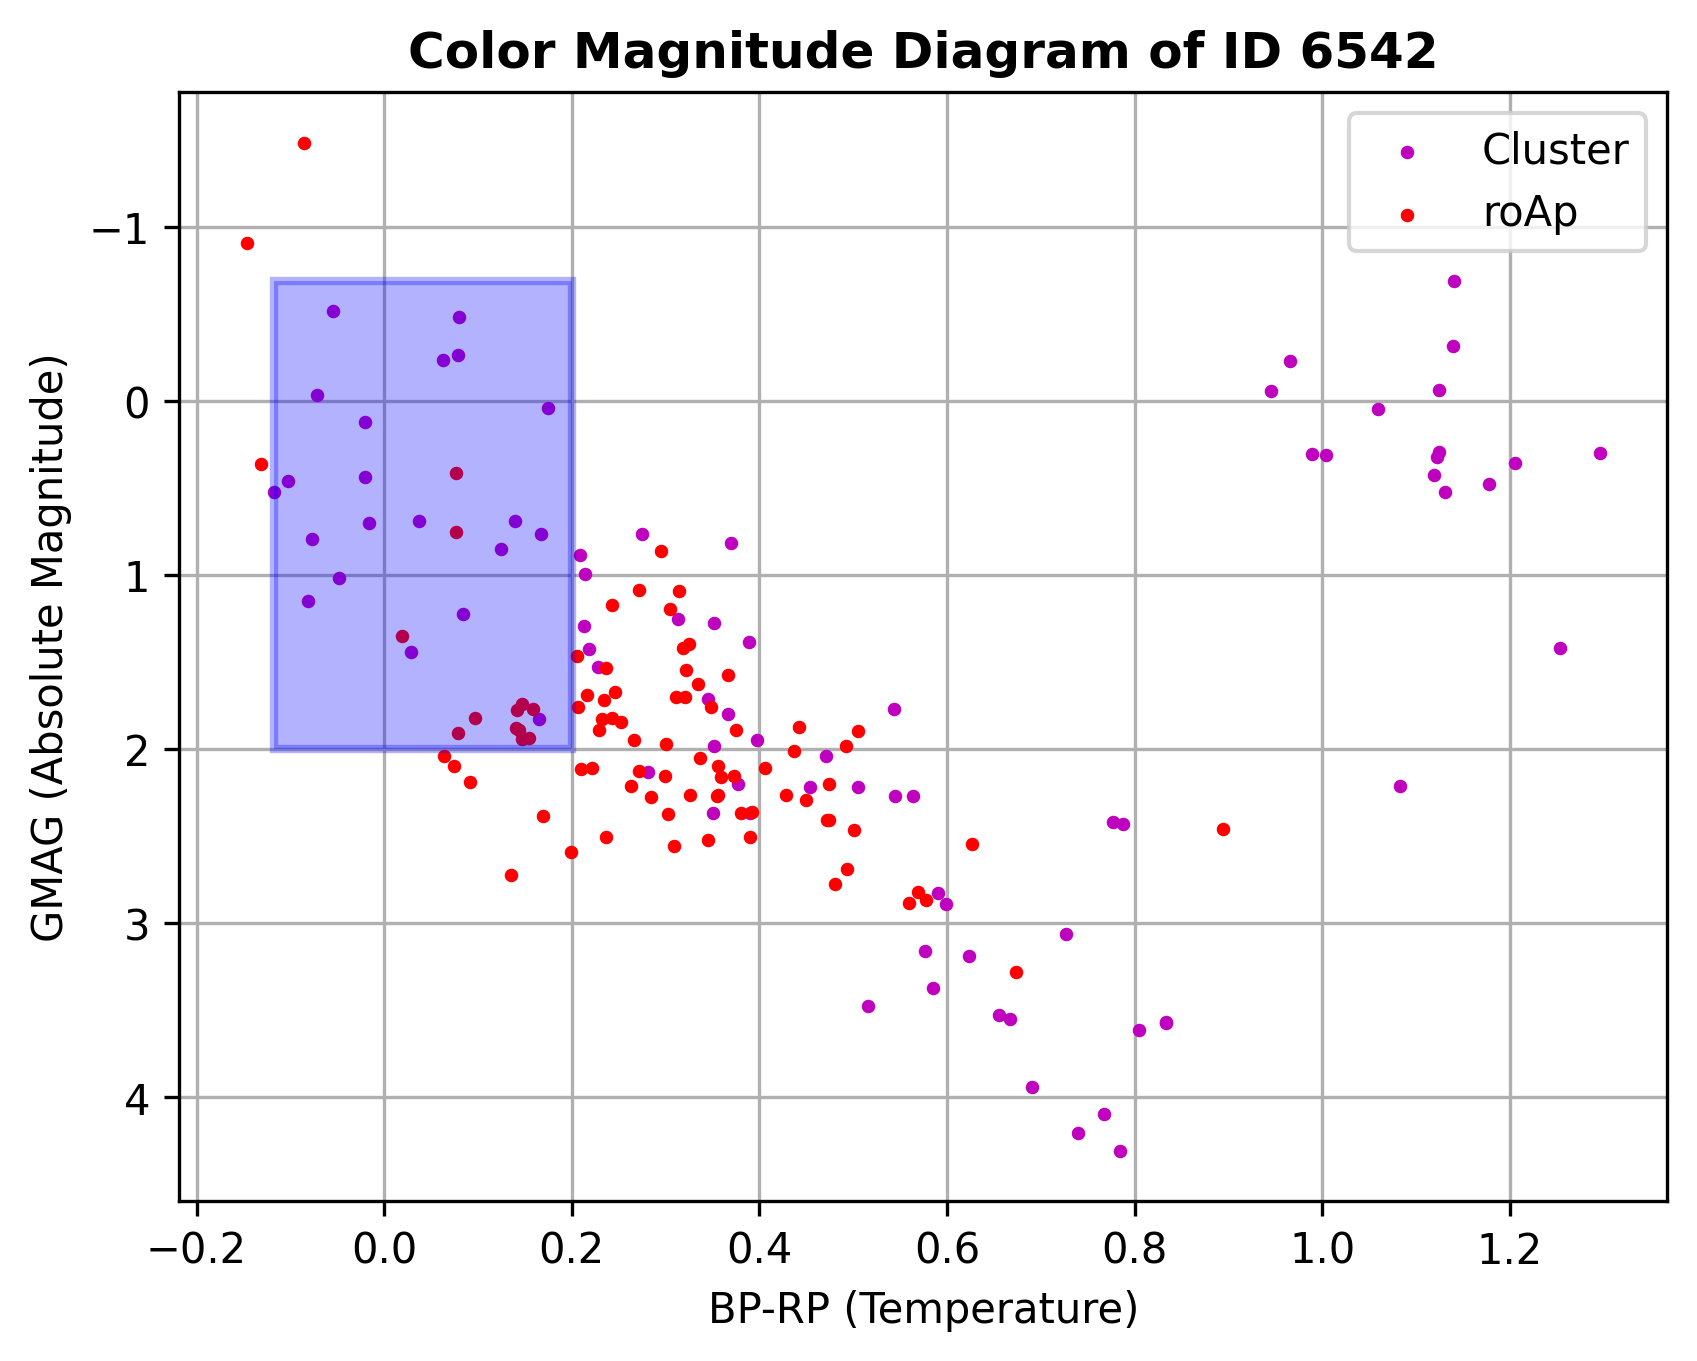 Color Magnitude Diagram of ID 6542
Cluster
roAp
GMAG (Absolute Magnitude)
−1
0
1
2
3
4
−0.2 0.0 0.2 0.4 0.6 0.8 1.0 1.2
BP-RP (Temperature)